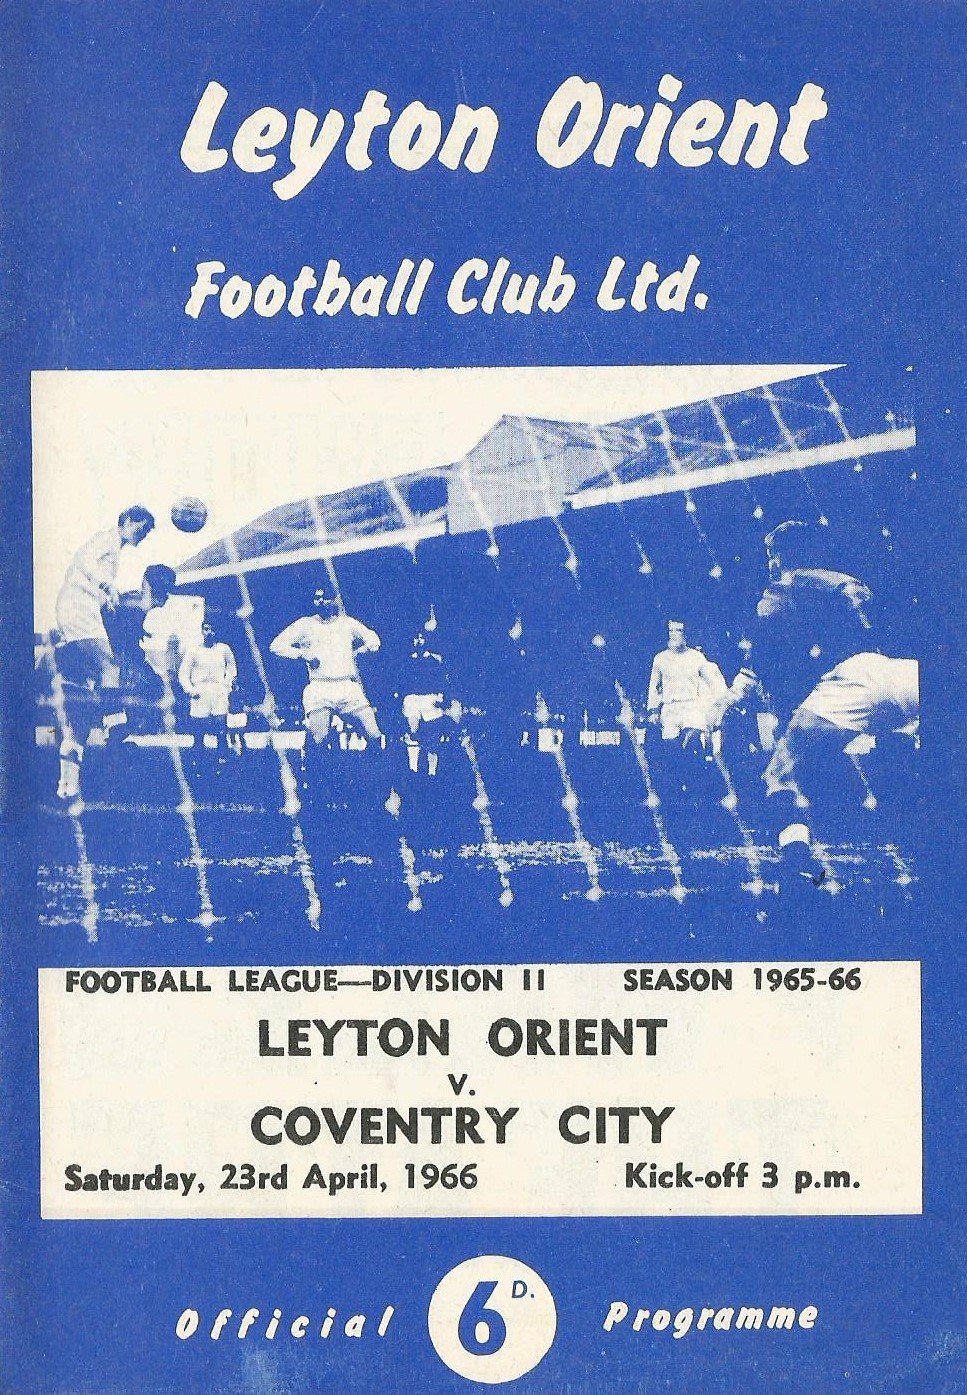 Leyton Orient
Football Club Ltd.
FOOTBALL LEAGUE—DIVISION II SEASON 1965-66
LEYTON ORIENT
v.
COVENTRY CITY
Saturday, 23rd April, 1966 Kick-off 3 p.m.
Official 6D. Programme